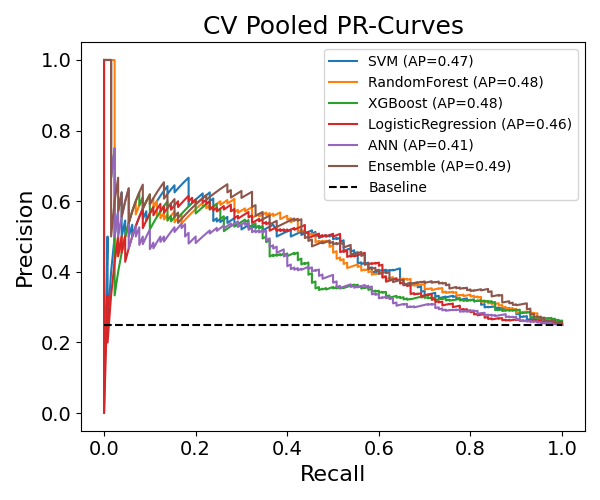 CV Pooled PR-Curves
SVM (AP=0.47)
RandomForest (AP=0.48)
XGBoost (AP=0.48)
LogisticRegression (AP=0.46)
ANN (AP=0.41)
Ensemble (AP=0.49)
Baseline
Precision
1.0
0.8
0.6
0.4
0.2
0.0
0.0 0.2 0.4 0.6 0.8 1.0
Recall